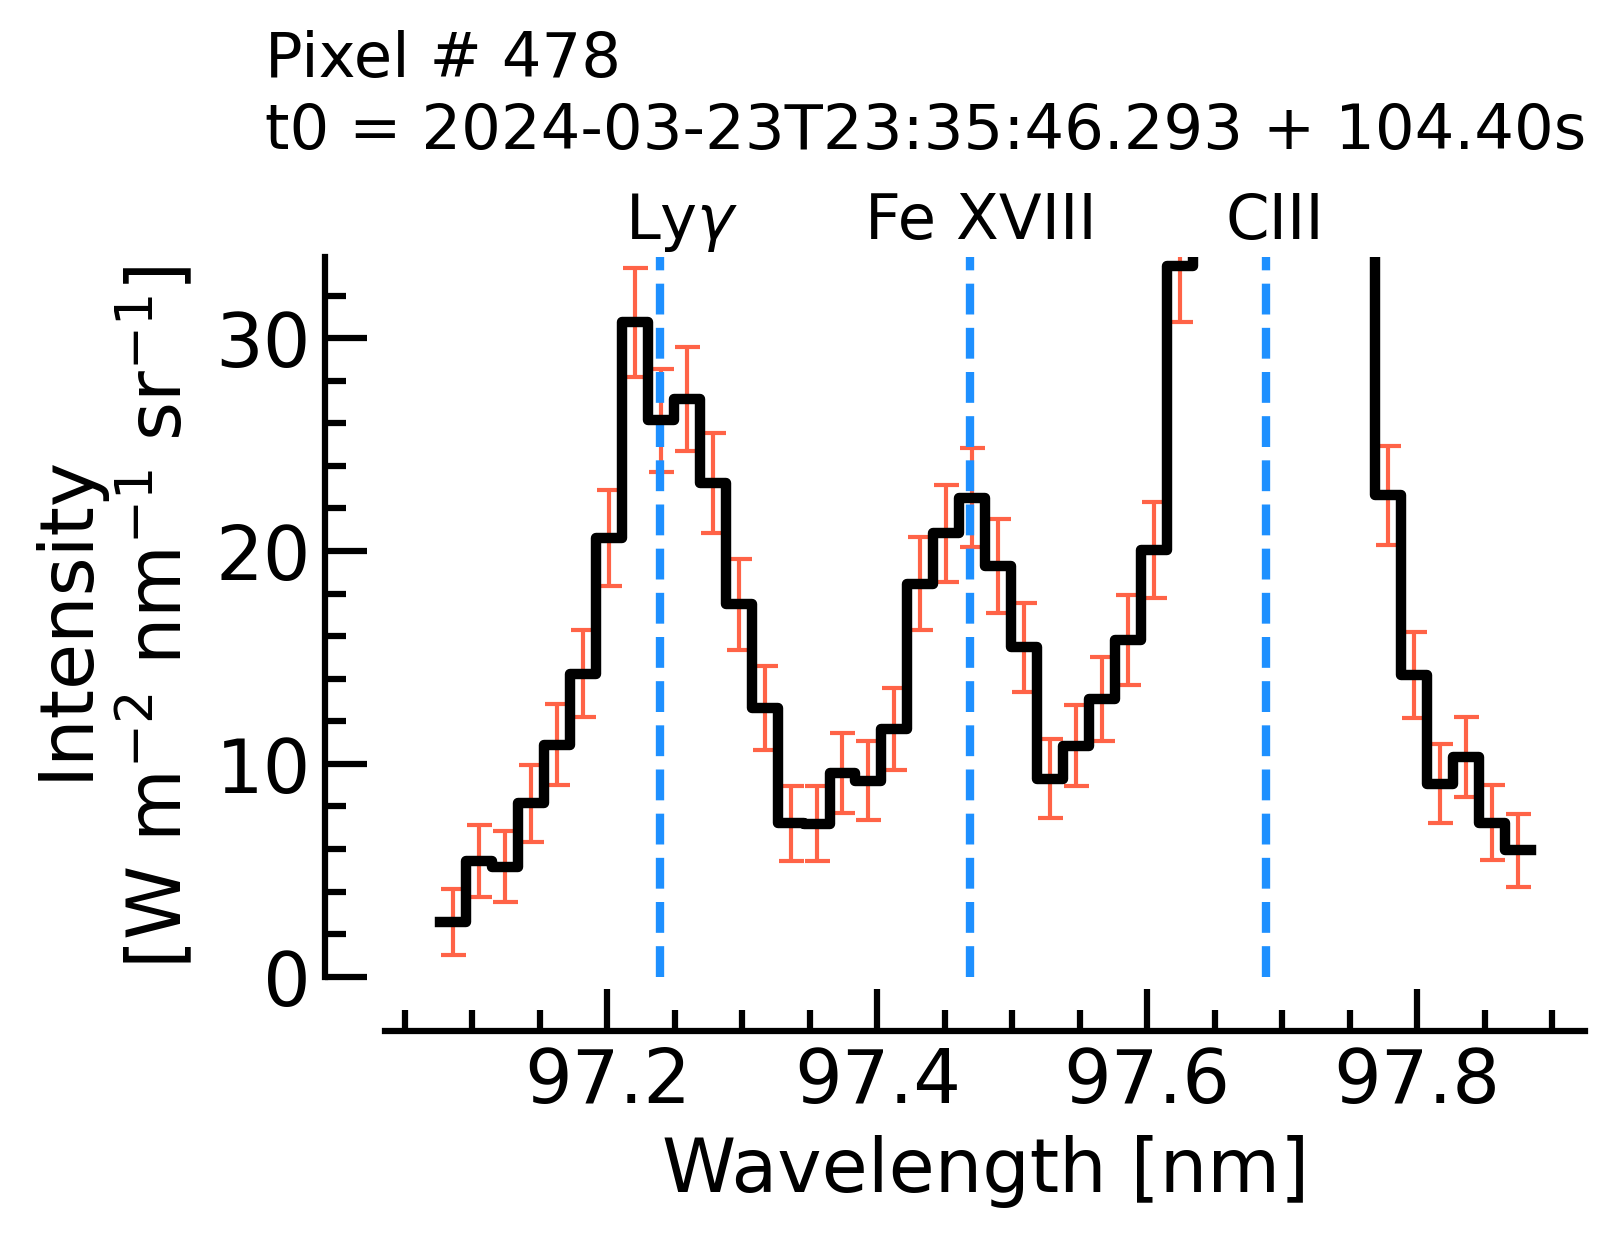 Pixel # 478
t0 = 2024-03-23T23:35:46.293 + 104.40s
Lyγ Fe XVIII CIII
Intensity
[W m⁻² nm⁻¹ sr⁻¹]
30
20
10
0
97.2 97.4 97.6 97.8
Wavelength [nm]